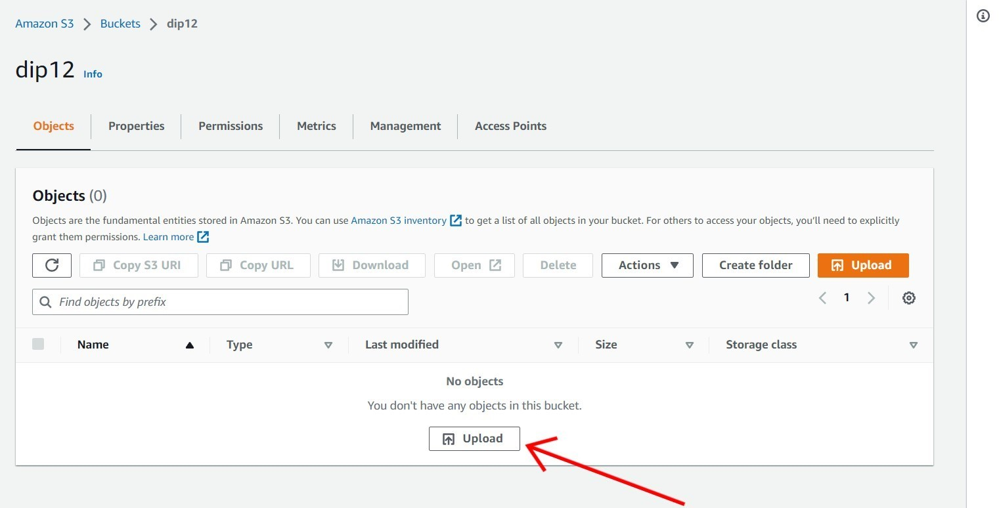 Amazon S3 > Buckets > dip12
dip12 Info
Objects Properties Permissions Metrics Management Access Points
Objects (0)
Objects are the fundamental entities stored in Amazon S3. You can use Amazon S3 inventory to get a list of all objects in your bucket. For others to access your objects, you’ll need to explicitly
grant them permissions. Learn more
Copy S3 URI Copy URL Download Open Delete Actions Create folder Upload
Find objects by prefix 1
Name Type Last modified Size Storage class
No objects
You don't have any objects in this bucket.
Upload